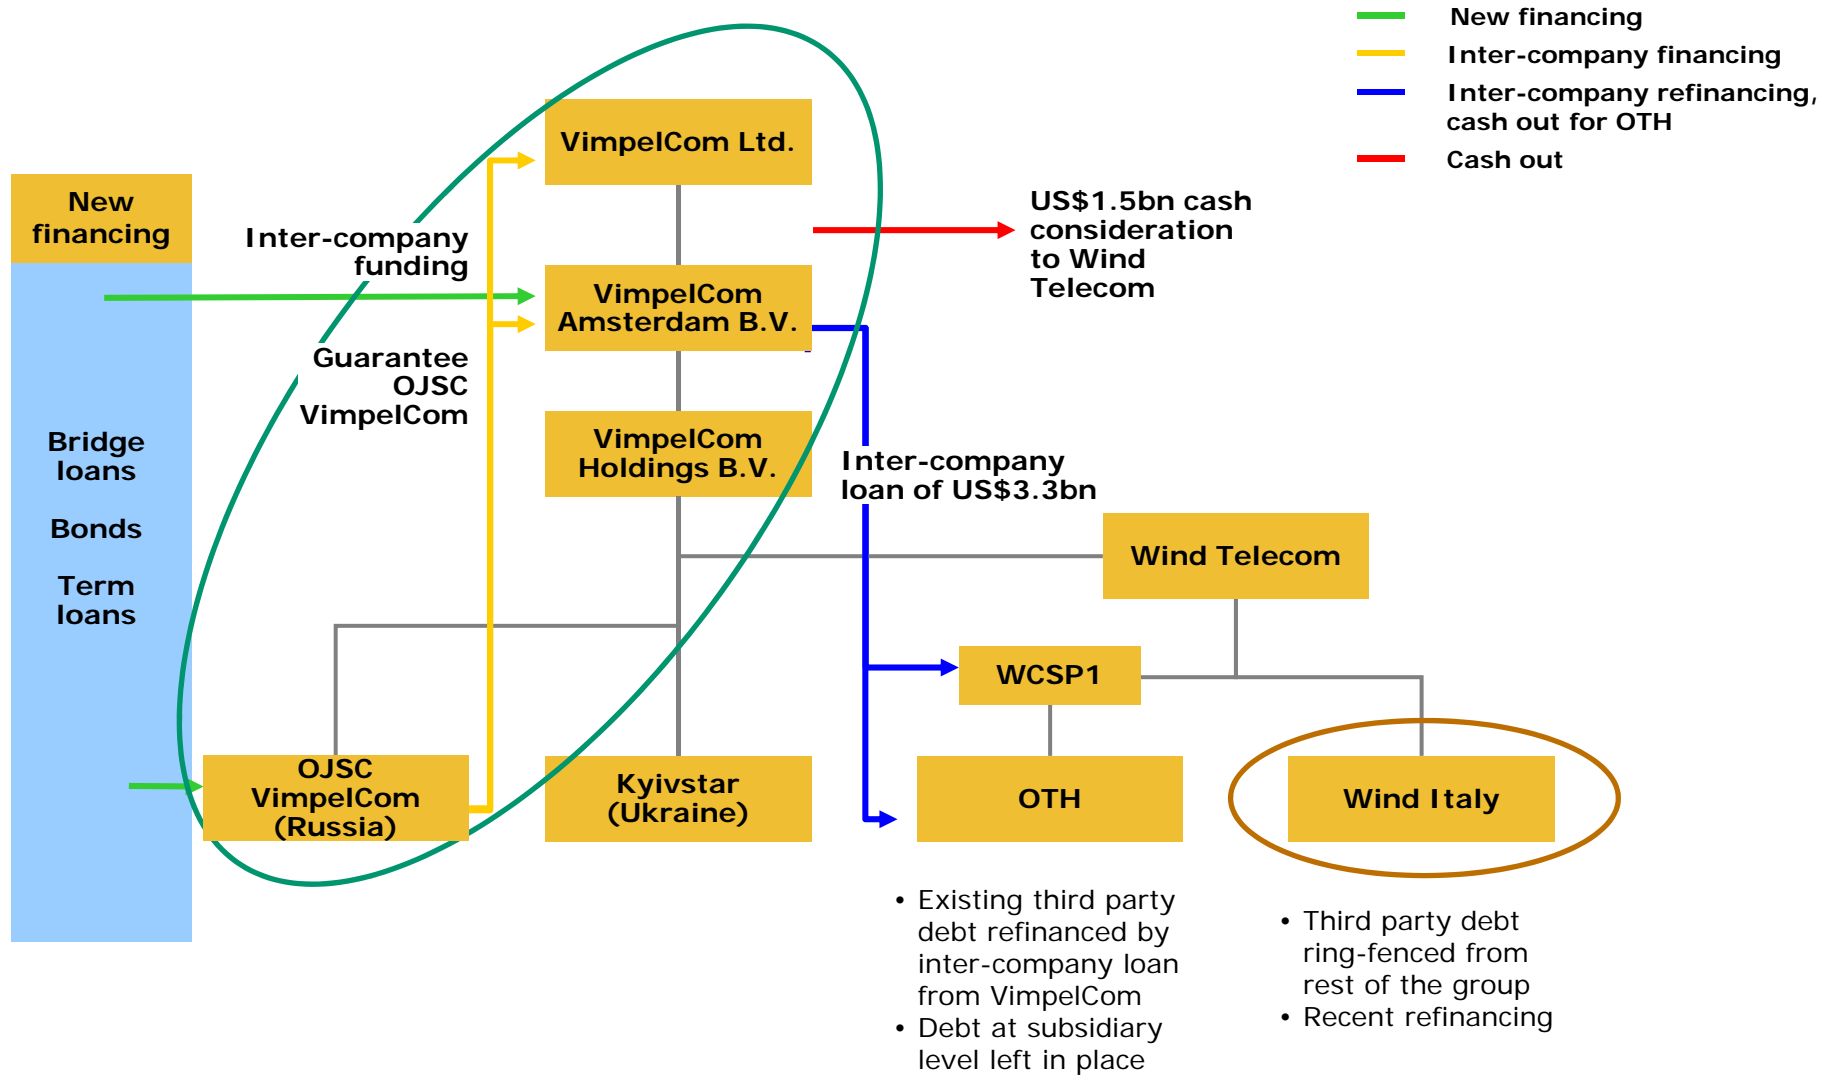 New financing
Inter-company financing
Inter-company refinancing,
cash out for OTH
Cash out
New
financing
Bridge
loans
Bonds
Term
loans
Inter-company
funding
Guarantee
OJSC
VimpelCom
VimpelCom Ltd.
US$1.5bn cash
consideration
to Wind
Telecom
VimpelCom
Amsterdam B.V.
VimpelCom
Holdings B.V.
Inter-company
loan of US$3.3bn
Wind Telecom
WCSP1
OJSC
VimpelCom
(Russia)
Kyivstar
(Ukraine)
OTH
Wind Italy
• Existing third party
debt refinanced by
inter-company loan
from VimpelCom
• Debt at subsidiary
level left in place
• Third party debt
ring-fenced from
rest of the group
• Recent refinancing